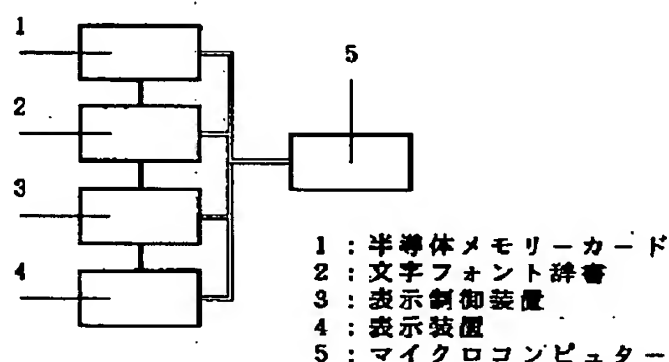 1
2
3
4
5
1:半導体メモリーカード
2:文字フォント辞書
3:表示制御装置
4:表示装置
5:マイクロコンピュター